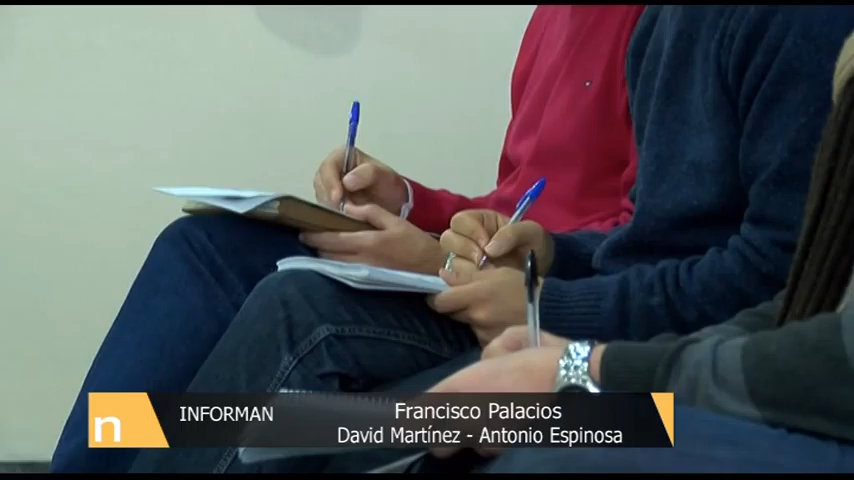 n
INFORMAN
Francisco Palacios
David Martínez - Antonio Espinosa